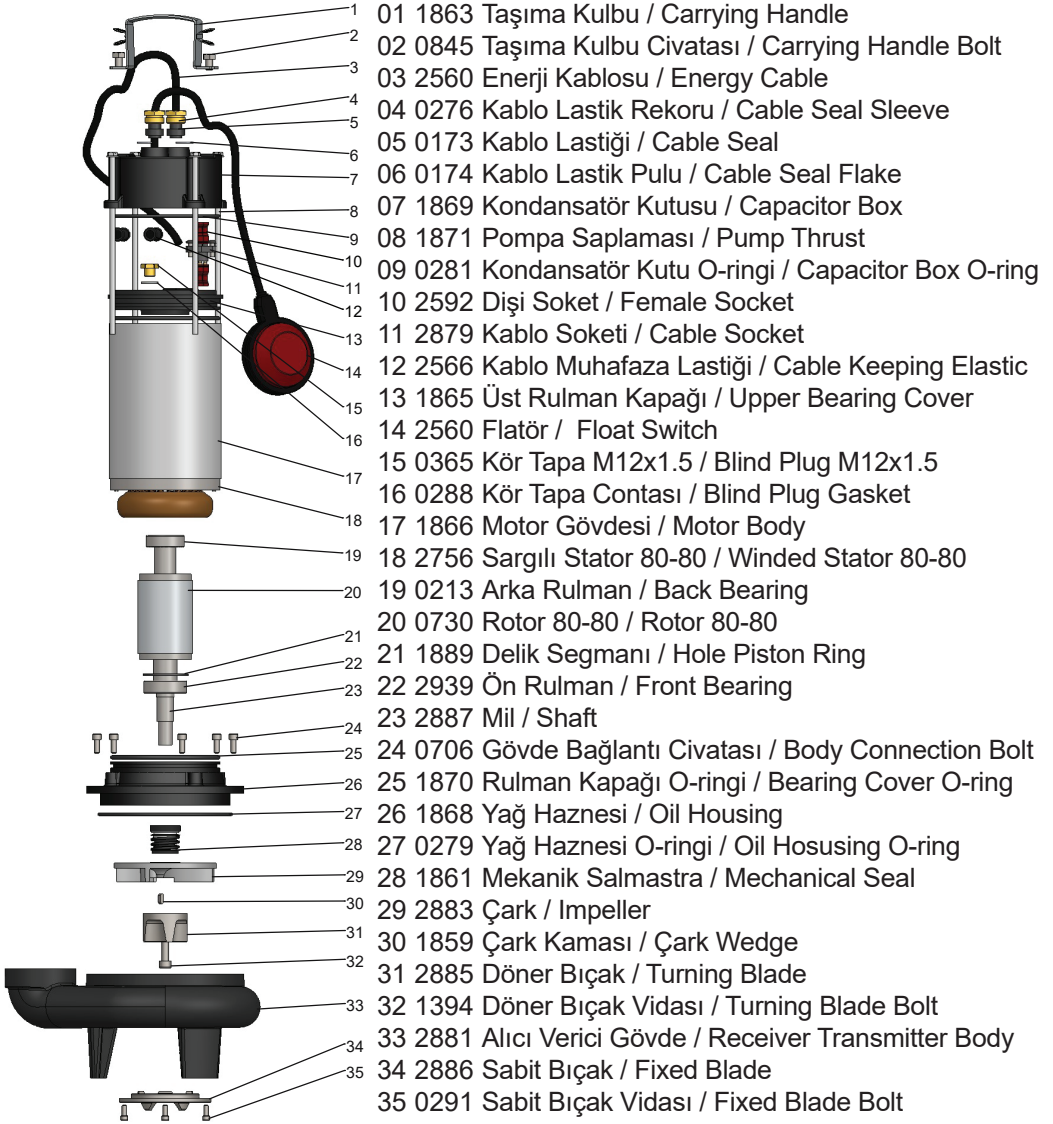 1 01 1863 Taşıma Kulbu / Carrying Handle
2 02 0845 Taşıma Kulbu Civatası / Carrying Handle Bolt
3 03 2560 Enerji Kablosu / Energy Cable
4 04 0276 Kablo Lastik Rekoru / Cable Seal Sleeve
5 05 0173 Kablo Lastiği / Cable Seal
6 06 0174 Kablo Lastik Pulu / Cable Seal Flake
7 07 1869 Kondansatör Kutusu / Capacitor Box
8 08 1871 Pompa Saplaması / Pump Thrust
9 09 0281 Kondansatör Kutu O-ringi / Capacitor Box O-ring
10 10 2592 Dişi Soket / Female Socket
11 11 2879 Kablo Soketi / Cable Socket
12 12 2566 Kablo Muhafaza Lastiği / Cable Keeping Elastic
13 13 1865 Üst Rulman Kapağı / Upper Bearing Cover
14 14 2560 Flatör / Float Switch
15 15 0365 Kör Tapa M12x1.5 / Blind Plug M12x1.5
16 16 0288 Kör Tapa Contası / Blind Plug Gasket
17 17 1866 Motor Gövdesi / Motor Body
18 18 2756 Sargılı Stator 80-80 / Winded Stator 80-80
19 19 0213 Arka Rulman / Back Bearing
20 20 0730 Rotor 80-80 / Rotor 80-80
21 21 1889 Delik Segmanı / Hole Piston Ring
22 22 2939 Ön Rulman / Front Bearing
23 23 2887 Mil / Shaft
24 24 0706 Gövde Bağlantı Civatası / Body Connection Bolt
25 25 1870 Rulman Kapağı O-ringi / Bearing Cover O-ring
26 26 1868 Yağ Haznesi / Oil Housing
27 27 0279 Yağ Haznesi O-ringi / Oil Hosusing O-ring
28 28 1861 Mekanik Salmastra / Mechanical Seal
29 29 2883 Çark / Impeller
30 30 1859 Çark Kaması / Çark Wedge
31 31 2885 Döner Bıçak / Turning Blade
32 32 1394 Döner Bıçak Vidası / Turning Blade Bolt
33 33 2881 Alıcı Verici Gövde / Receiver Transmitter Body
34 34 2886 Sabit Bıçak / Fixed Blade
35 35 0291 Sabit Bıçak Vidası / Fixed Blade Bolt